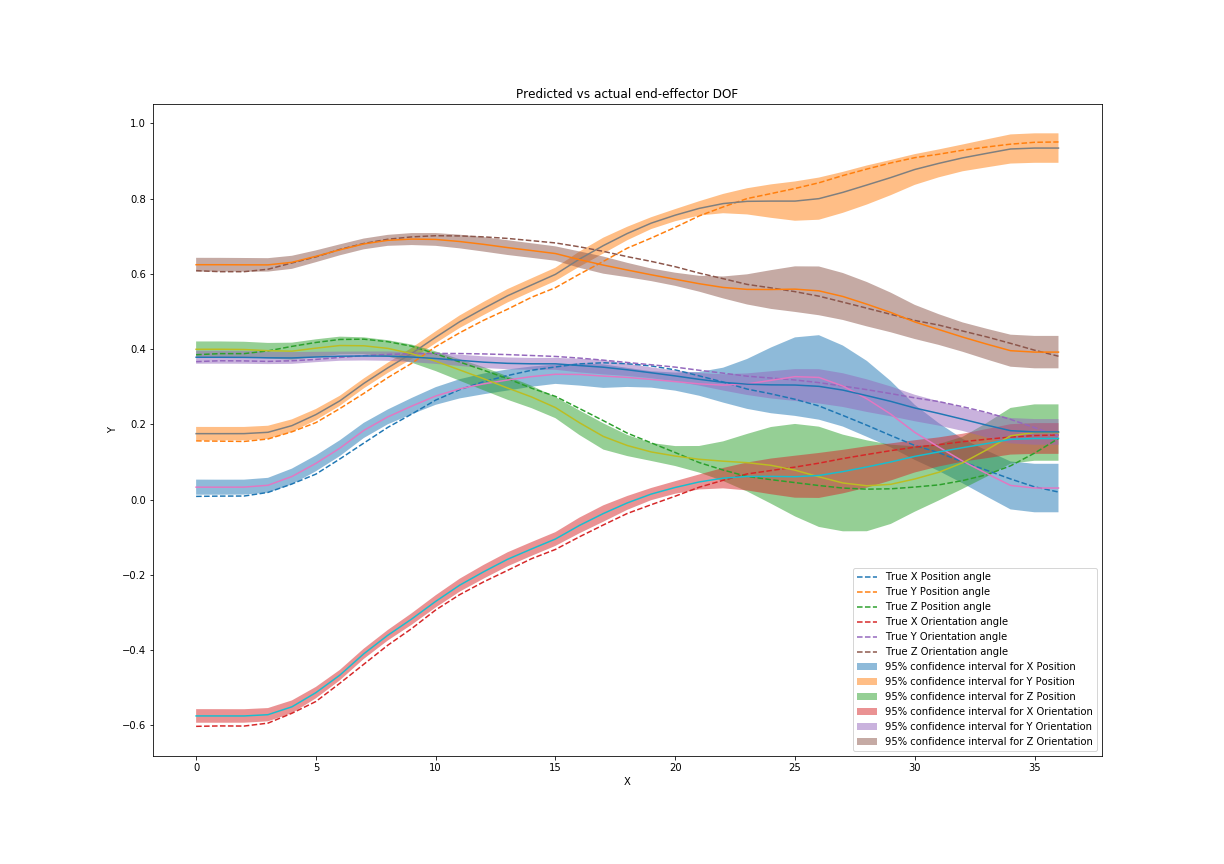 Predicted vs actual end-effector DOF
1.0
0.8
0.6
0.4
0.2
0.0
−0.2
−0.4
−0.6
Y
0 5 10 15 20 25 30 35
X
True X Position angle
True Y Position angle
True Z Position angle
True X Orientation angle
True Y Orientation angle
True Z Orientation angle
95% confidence interval for X Position
95% confidence interval for Y Position
95% confidence interval for Z Position
95% confidence interval for X Orientation
95% confidence interval for Y Orientation
95% confidence interval for Z Orientation